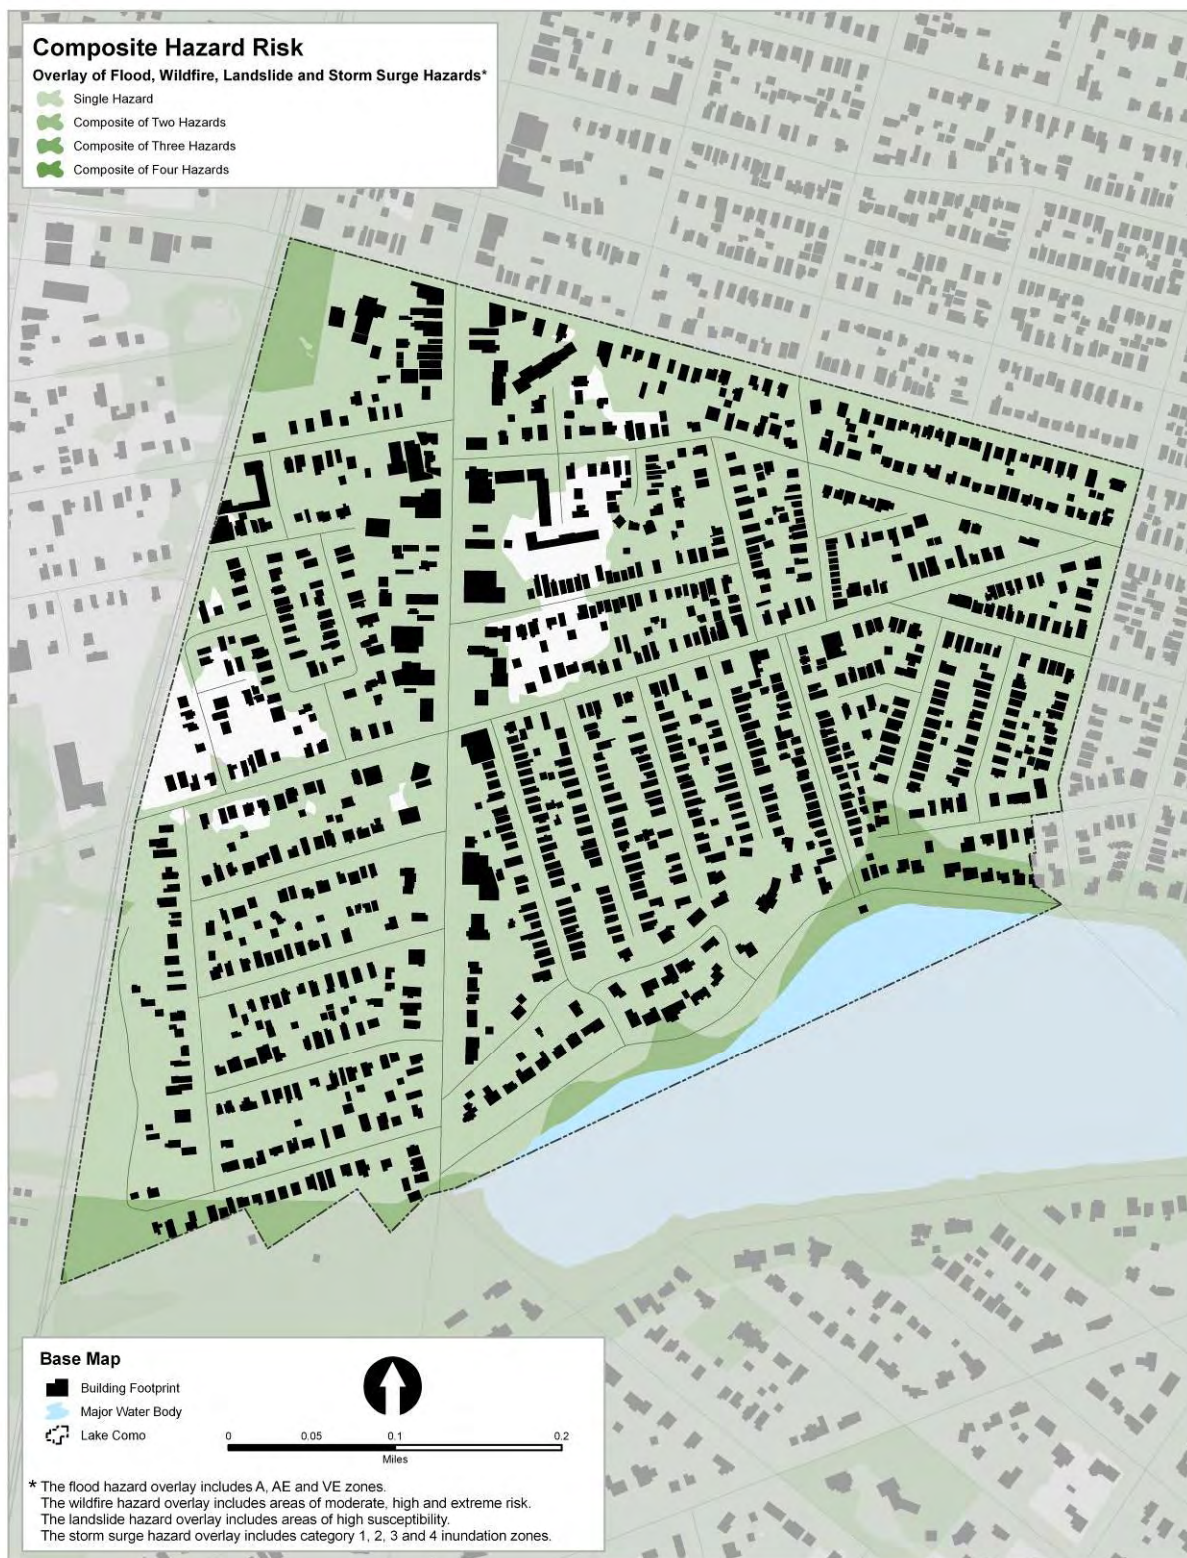 Composite Hazard Risk
Overlay of Flood, Wildfire, Landslide and Storm Surge Hazards*
Single Hazard
Composite of Two Hazards
Composite of Three Hazards
Composite of Four Hazards
Base Map
Building Footprint
Major Water Body
Lake Como
0 0.05 0.1 0.2
Miles
* The flood hazard overlay includes A, AE and VE zones.
The wildfire hazard overlay includes areas of moderate, high and extreme risk.
The landslide hazard overlay includes areas of high susceptibility.
The storm surge hazard overlay includes category 1, 2, 3 and 4 inundation zones.